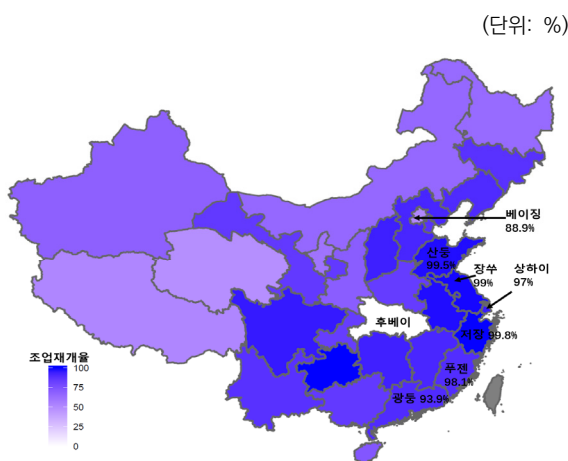 (단위: %)
베이징
88.9%
산둥
99.5%
장쑤
99%
상하이
97%
후베이
저장 99.8%
푸젠
98.1%
광둥 93.9%
조업재개율
100
75
50
25
0